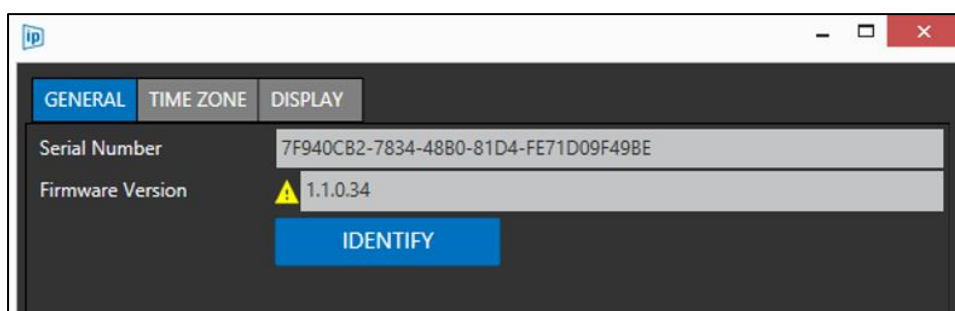 ip
GENERAL TIME ZONE DISPLAY
Serial Number 7F940CB2-7834-48B0-81D4-FE71D09F49BE
Firmware Version 1.1.0.34
IDENTIFY